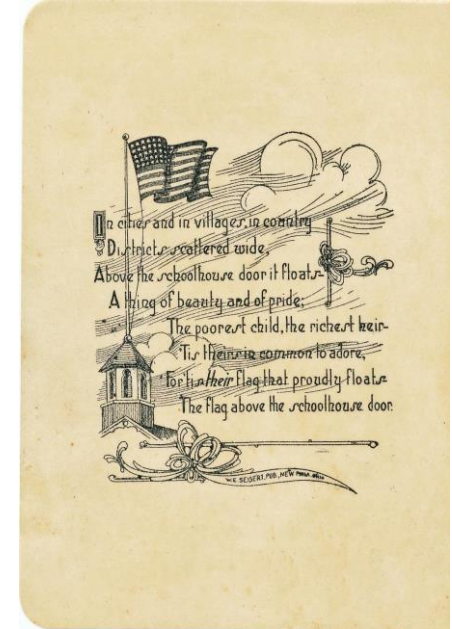 In cities and in villages, in country
Districts scattered wide,
Above the schoolhouse door it floats-
A thing of beauty and of pride;
The poorest child, the richest heir-
'Tis theirs in common to adore,
For tis their flag that proudly floats-
The flag above the schoolhouse door.
W.E. SEIBERT, PUB., NEW PHILA. OHIO